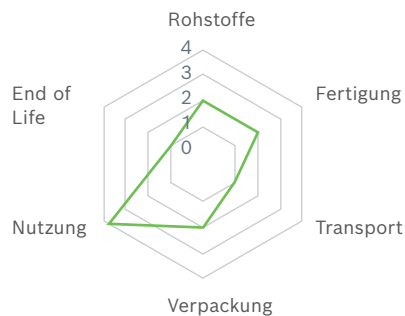 Rohstoffe
4
3
2
1
0
End of
Life
Fertigung
Nutzung
Transport
Verpackung